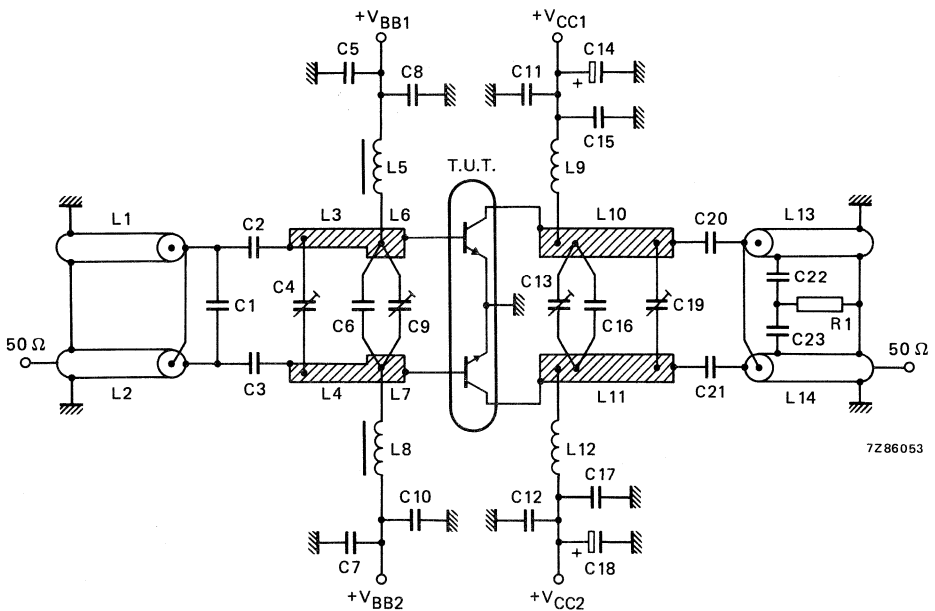 +VBB1
+VCC1
C5
C8
C11
C14
+
C15
L5
T.U.T.
L9
L1
C2
L3
L6
L10
C20
L13
C4
C1
C6
C9
C13
C16
C19
C22
R1
C23
50 Ω
50 Ω
L2
C3
L4
L7
L11
C21
L14
L8
L12
7Z86053
C10
C12
C17
C7
+
C18
+VBB2
+VCC2